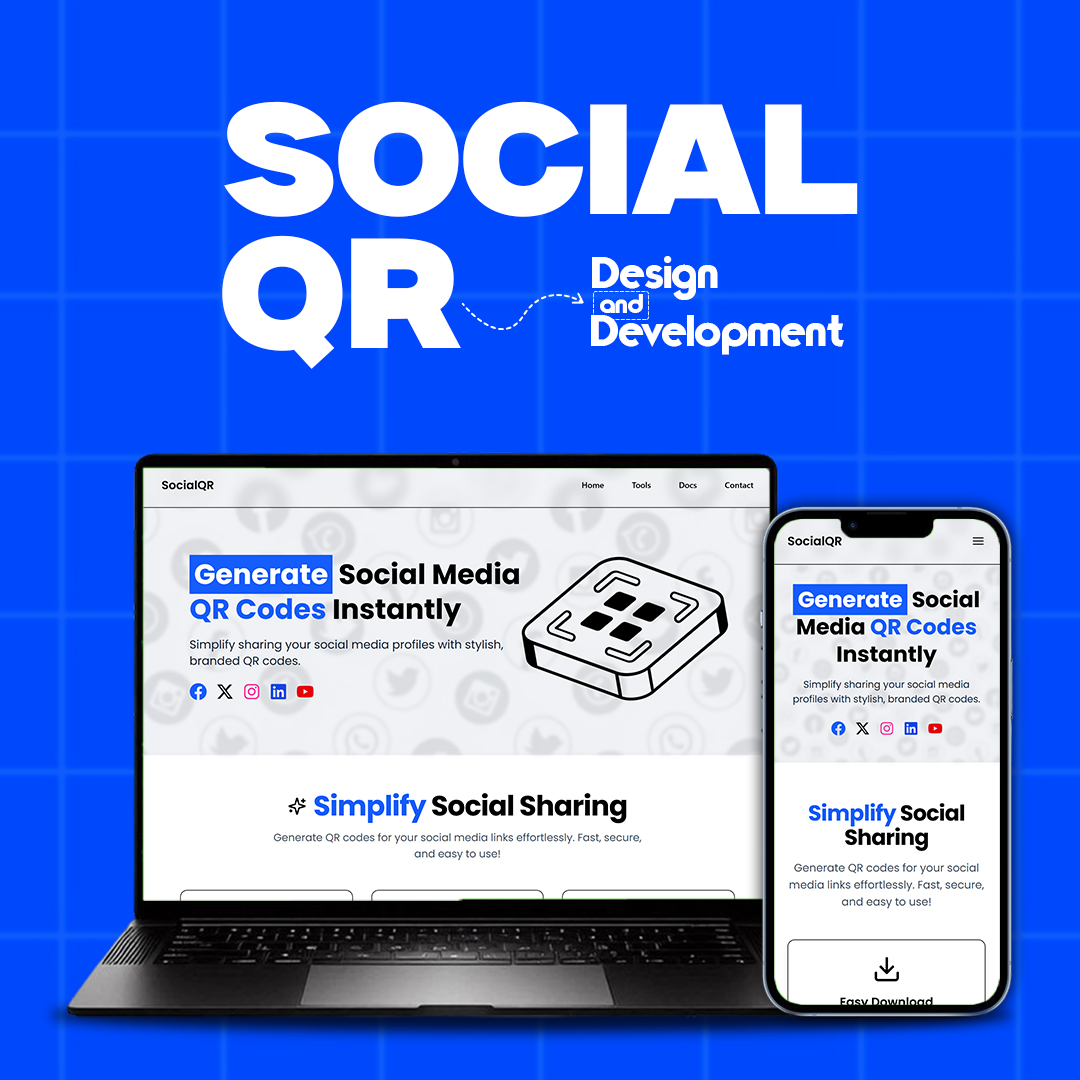 SOCIAL
QR
Design
and
Development
SocialQR
Home Tools Docs Contact
Generate Social Media
QR Codes Instantly
Simplify sharing your social media profiles with stylish,
branded QR codes.
Simplify Social Sharing
Generate QR codes for your social media links effortlessly. Fast, secure,
and easy to use!
SocialQR
Generate Social
Media QR Codes
Instantly
Simplify sharing your social media
profiles with stylish, branded QR codes.
Simplify Social
Sharing
Generate QR codes for your social
media links effortlessly. Fast, secure,
and easy to use!
Easy Download